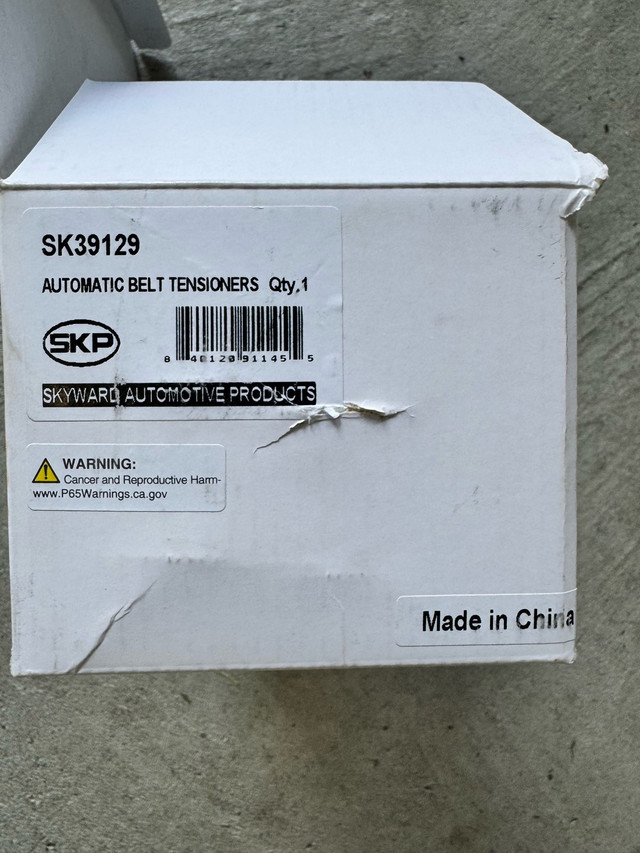 SK39129
AUTOMATIC BELT TENSIONERS Qty.1
SKP
8 40120 91145 5
SKYWARD AUTOMOTIVE PRODUCTS
WARNING:
Cancer and Reproductive Harm-
www.P65Warnings.ca.gov
Made in China